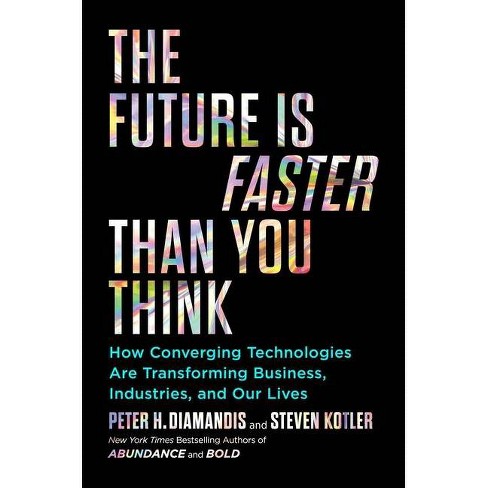 THE
FUTURE IS
FASTER
THAN YOU
THINK
How Converging Technologies
Are Transforming Business,
Industries, and Our Lives
PETER H. DIAMANDIS and STEVEN KOTLER
New York Times Bestselling Authors of
ABUNDANCE and BOLD